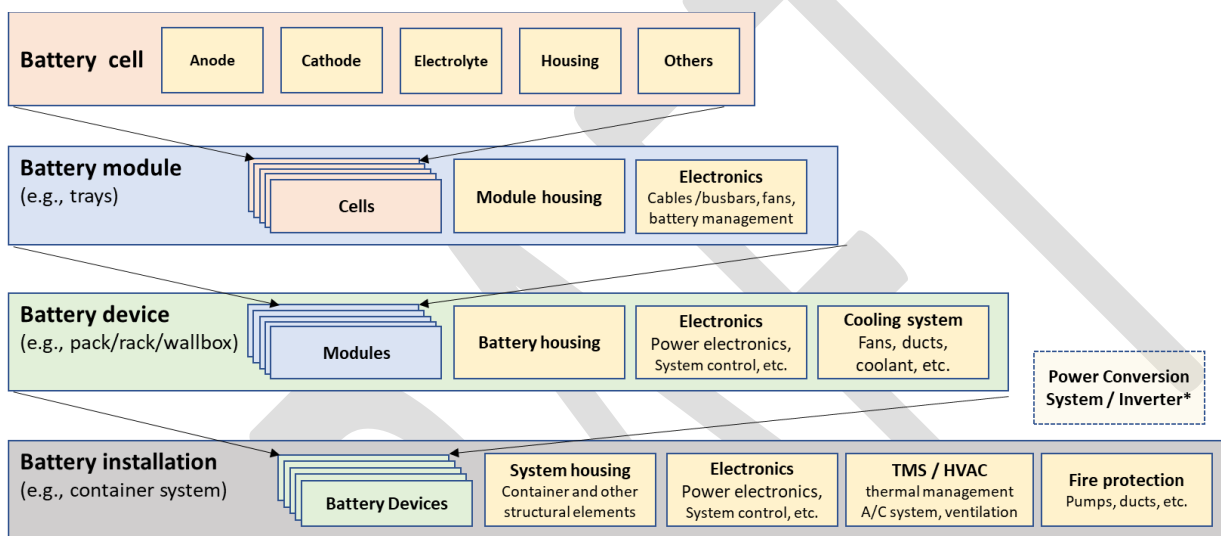 Battery cell
Anode
Cathode
Electrolyte
Housing
Others
Battery module
(e.g., trays)
Cells
Module housing
Electronics
Cables /busbars, fans,
battery management
Battery device
(e.g., pack/rack/wallbox)
Modules
Battery housing
Electronics
Power electronics,
System control, etc.
Cooling system
Fans, ducts,
coolant, etc.
Power Conversion
System / Inverter*
Battery installation
(e.g., container system)
Battery Devices
System housing
Container and other
structural elements
Electronics
Power electronics,
System control, etc.
TMS / HVAC
thermal management
A/C system, ventilation
Fire protection
Pumps, ducts, etc.